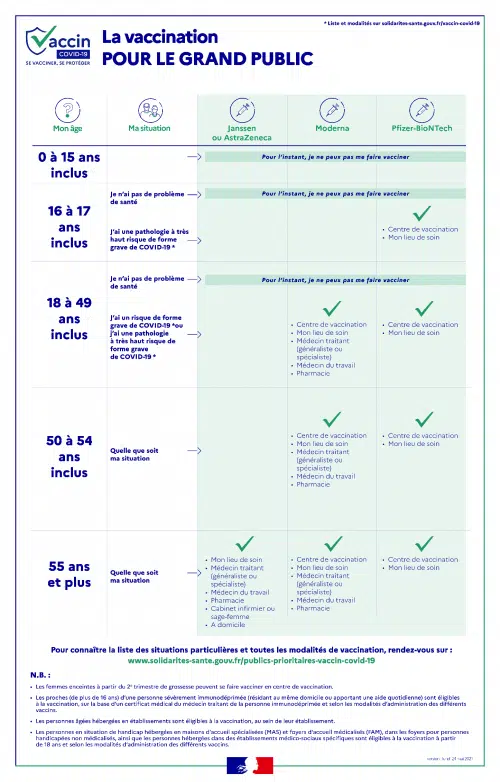 * Liste et modalités sur solidarites-sante.gouv.fr/vaccin-covid-19
Vaccin
COVID-19
SE VACCINER, SE PROTÉGER
La vaccination
POUR LE GRAND PUBLIC
Mon âge
Ma situation
Janssen
ou AstraZeneca
Moderna
Pfizer-BioNTech
0 à 15 ans
inclus
Pour l'instant, je ne peux pas me faire vacciner
16 à 17
ans
inclus
Je n'ai pas de problème
de santé
Pour l'instant, je ne peux pas me faire vacciner
J'ai une pathologie à très
haut risque de forme
grave de COVID-19 *
• Centre de vaccination
• Mon lieu de soin
18 à 49
ans
inclus
Je n'ai pas de problème
de santé
Pour l'instant, je ne peux pas me faire vacciner
J'ai un risque de forme
grave de COVID-19 *ou
j'ai une pathologie
à très haut risque de
forme grave
de COVID-19 *
• Centre de vaccination
• Mon lieu de soin
• Médecin traitant
(généraliste ou
spécialiste)
• Médecin du travail
• Pharmacie
• Centre de vaccination
• Mon lieu de soin
50 à 54
ans
inclus
Quelle que soit
ma situation
• Centre de vaccination
• Mon lieu de soin
• Médecin traitant
(généraliste ou
spécialiste)
• Médecin du travail
• Pharmacie
• Centre de vaccination
• Mon lieu de soin
55 ans
et plus
Quelle que soit
ma situation
• Mon lieu de soin
• Médecin traitant
(généraliste ou
spécialiste)
• Médecin du travail
• Pharmacie
• Cabinet infirmier ou
sage-femme
• A domicile
• Centre de vaccination
• Mon lieu de soin
• Médecin traitant
(généraliste ou
spécialiste)
• Médecin du travail
• Pharmacie
• Centre de vaccination
• Mon lieu de soin
Pour connaître la liste des situations particulières et toutes les modalités de vaccination, rendez-vous sur :
www.solidarites-sante.gouv.fr/publics-prioritaires-vaccin-covid-19
N.B. :
• Les femmes enceintes à partir du 2e trimestre de grossesse peuvent se faire vacciner en centre de vaccination.
• Les proches (de plus de 16 ans) d'une personne sévèrement immunodéprimée (résidant au même domicile ou apportant une aide quotidienne) sont éligibles
à la vaccination, sur la base d'un certificat médical du médecin traitant de la personne immunodéprimée et selon les modalités d'administration des différents
vaccins.
• Les personnes âgées hébergées en établissements sont éligibles à la vaccination, au sein de leur établissement.
• Les personnes en situation de handicap hébergées en maisons d'accueil spécialisées (MAS) et foyers d'accueil médicalisés (FAM), dans les foyers pour personnes
handicapées non médicalisés, ainsi que les personnes hébergées dans des établissements médico-sociaux spécifiques sont éligibles à la vaccination à partir
de 18 ans et selon les modalités d'administration des différents vaccins.